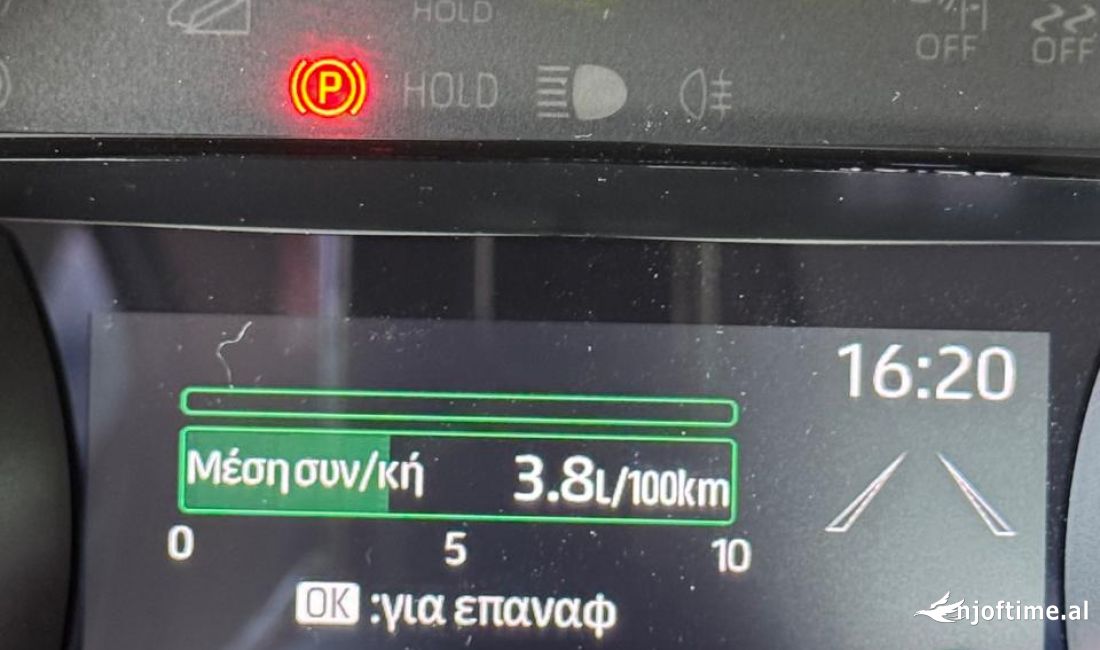 HOLD
OFF
OFF
P HOLD
16:20
Μέση συν/κή 3.8L/100km
0 5 10
OK :για επαναφ
njoftime.al